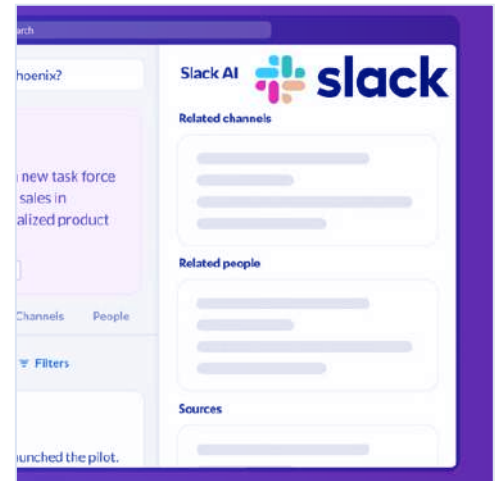 hoenix?
Slack AI
slack
Related channels
new task force
sales in
alized product
Related people
Channels People
Filters
Sources
unched the pilot.